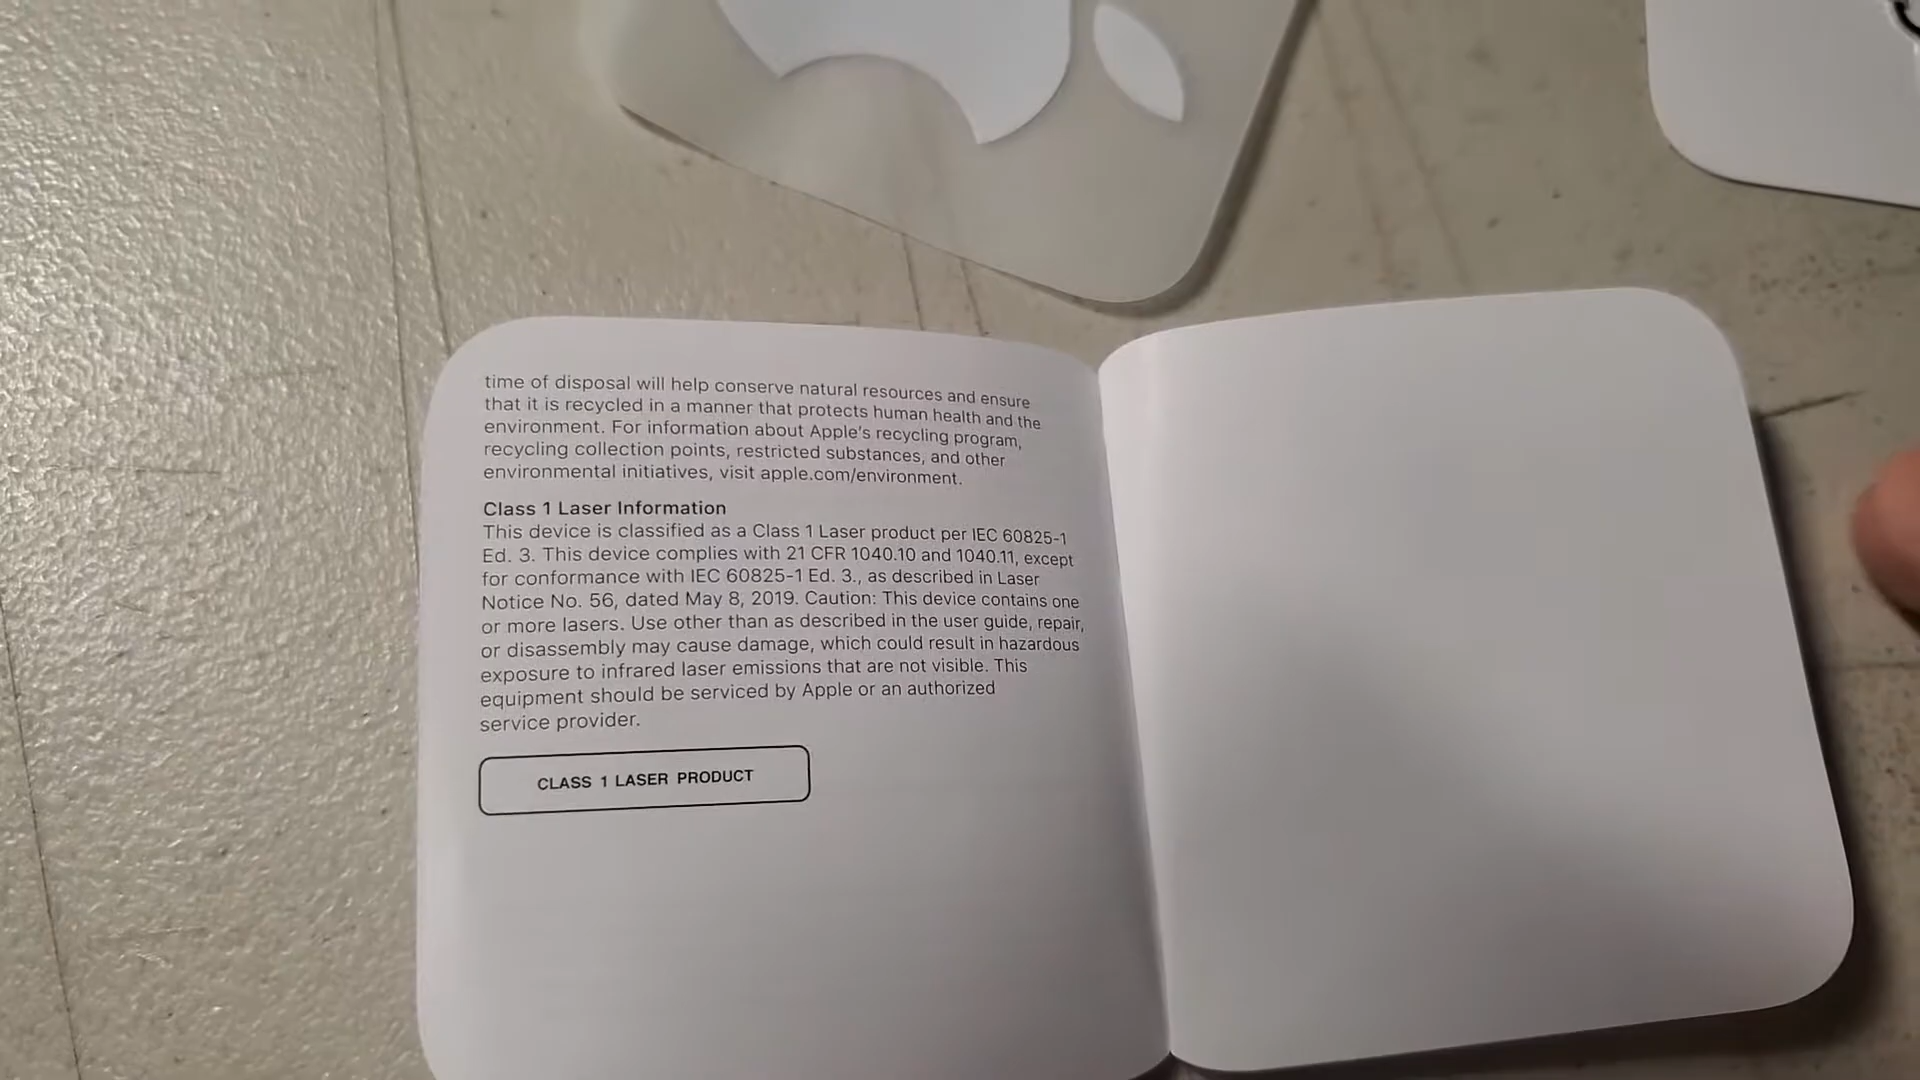 time of disposal will help conserve natural resources and ensure
that it is recycled in a manner that protects human health and the
environment. For information about Apple's recycling program,
recycling collection points, restricted substances, and other
environmental initiatives, visit apple.com/environment.
Class 1 Laser Information
This device is classified as a Class 1 Laser product per IEC 60825-1
Ed. 3. This device complies with 21 CFR 1040.10 and 1040.11, except
for conformance with IEC 60825-1 Ed. 3., as described in Laser
Notice No. 56, dated May 8, 2019. Caution: This device contains one
or more lasers. Use other than as described in the user guide, repair,
or disassembly may cause damage, which could result in hazardous
exposure to infrared laser emissions that are not visible. This
equipment should be serviced by Apple or an authorized
service provider.
CLASS 1 LASER PRODUCT